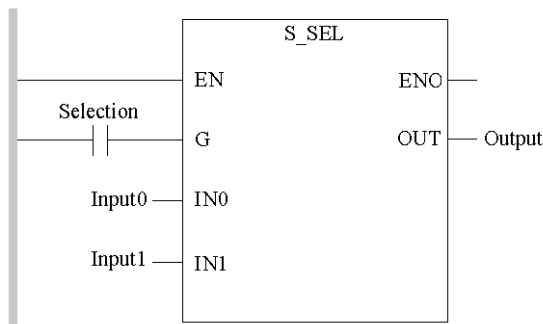 S_SEL
EN ENO
Selection
G OUT Output
Input0 IN0
Input1 IN1